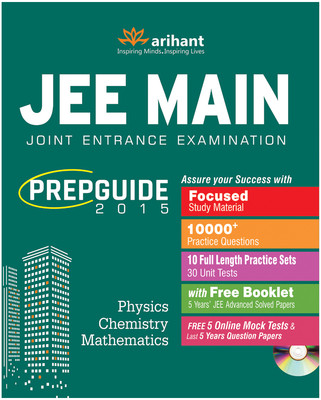 arihant
Inspiring Minds, Inspiring Lives
JEE MAIN
JOINT ENTRANCE EXAMINATION
PREPGUIDE
2015
Assure your Success with
Focused
Study Material
10000+
Practice Questions
10 Full Length Practice Sets
30 Unit Tests
with Free Booklet
5 Years' JEE Advanced Solved Papers
FREE 5 Online Mock Tests &
Last 5 Years Question Papers
Physics
Chemistry
Mathematics